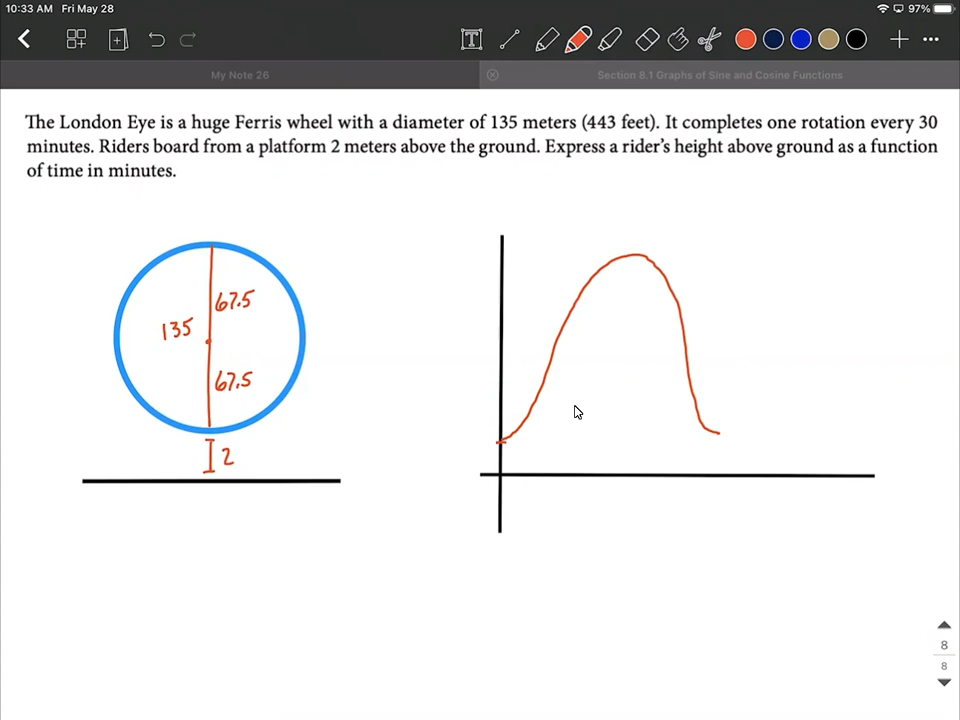 10:33 AM Fri May 28
97%
My Note 26
Section 8.1 Graphs of Sine and Cosine Functions
The London Eye is a huge Ferris wheel with a diameter of 135 meters (443 feet). It completes one rotation every 30
minutes. Riders board from a platform 2 meters above the ground. Express a rider's height above ground as a function
of time in minutes.
67.5
135
67.5
2
8
8